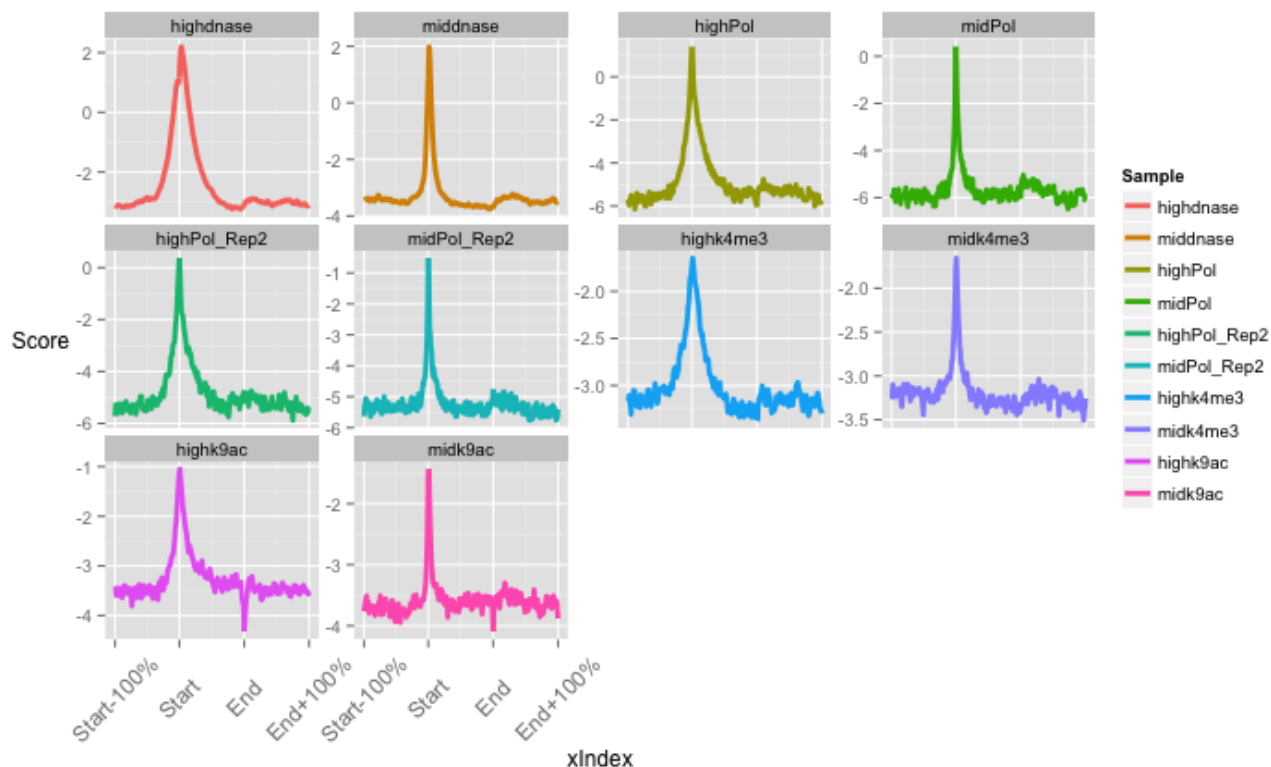 highdnase
middnase
highPol
midPol
2
0
-2
2
0
-2
-4
0
-2
-4
-6
0
-2
-4
-6
highPol_Rep2
midPol_Rep2
highk4me3
midk4me3
0
-2
-4
-6
-1
-2
-3
-4
-5
-6
-2.0
-2.5
-3.0
-2.0
-2.5
-3.0
-3.5
highk9ac
midk9ac
-1
-2
-3
-4
-2
-3
-4
Start-100%
Start
End
End+100%
Start-100%
Start
End
End+100%
xIndex
Score
Sample
highdnase
middnase
highPol
midPol
highPol_Rep2
midPol_Rep2
highk4me3
midk4me3
highk9ac
midk9ac